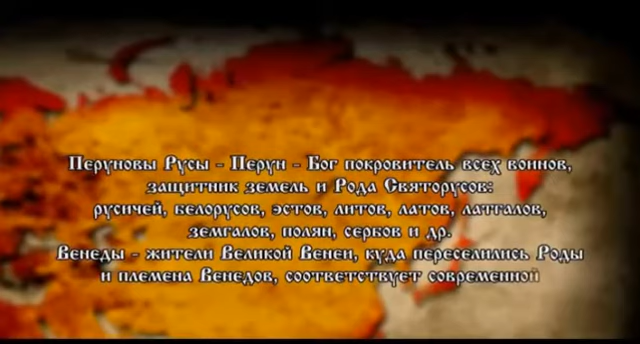 Перуновы Русы - Перун - Бог покровитель всех воинов,
защитник земель и Рода Святорусов:
русичей, белорусов, эстов, литов, латов, латгалов,
земгалов, полян, сербов и др.
Венеды - жители Великой Венеи, куда переселились Роды
и племена Венедов, соответствует современной